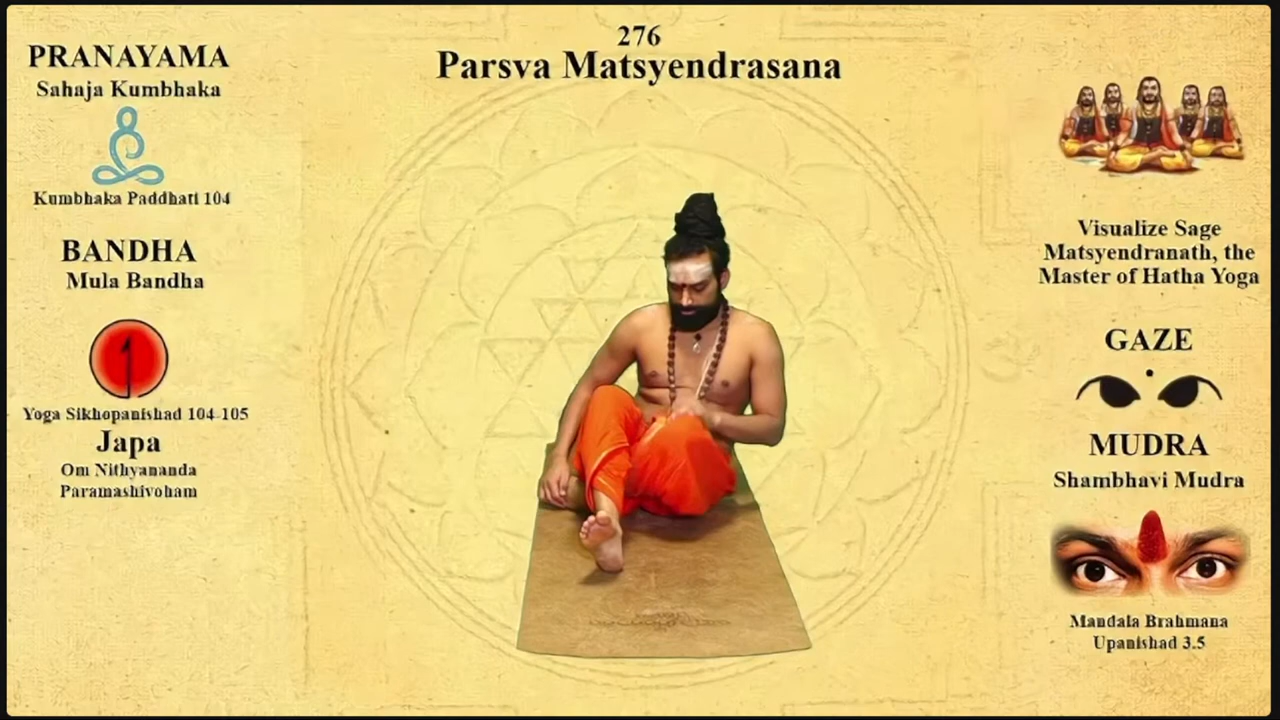 276
Parsva Matsyendrasana
PRANAYAMA
Sahaja Kumbhaka
Kumbhaka Paddhati 104
BANDHA
Mula Bandha
Yoga Sikhopanishad 104-105
Japa
Om Nithyananda
Paramashivoham
Visualize Sage
Matsyendranath, the
Master of Hatha Yoga
GAZE
MUDRA
Shambhavi Mudra
Mandala Brahmana
Upanishad 3.5